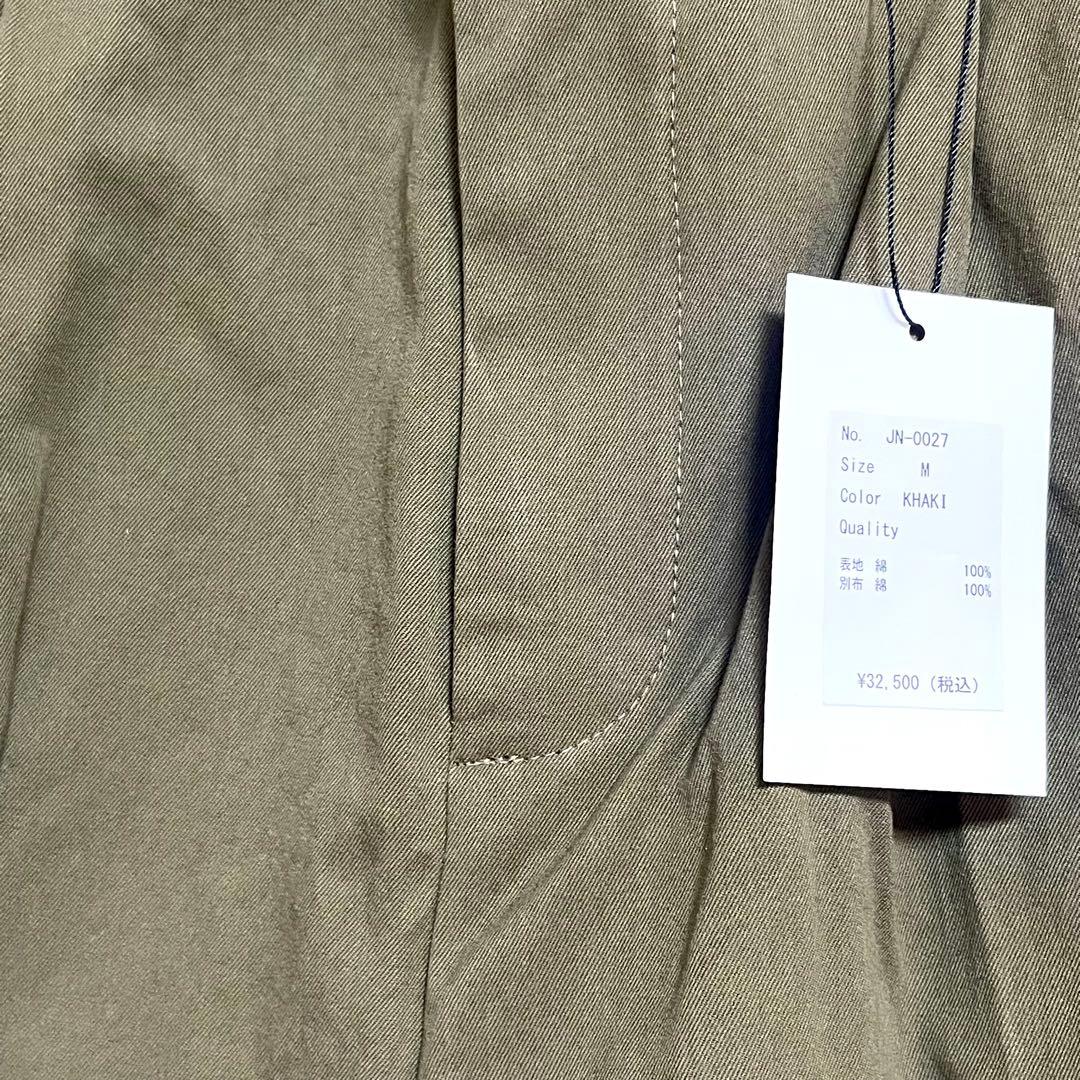 No. JN-0027
Size M
Color KHAKI
Quality
表地 綿 100%
別布 綿 100%
¥32,500 (税込)